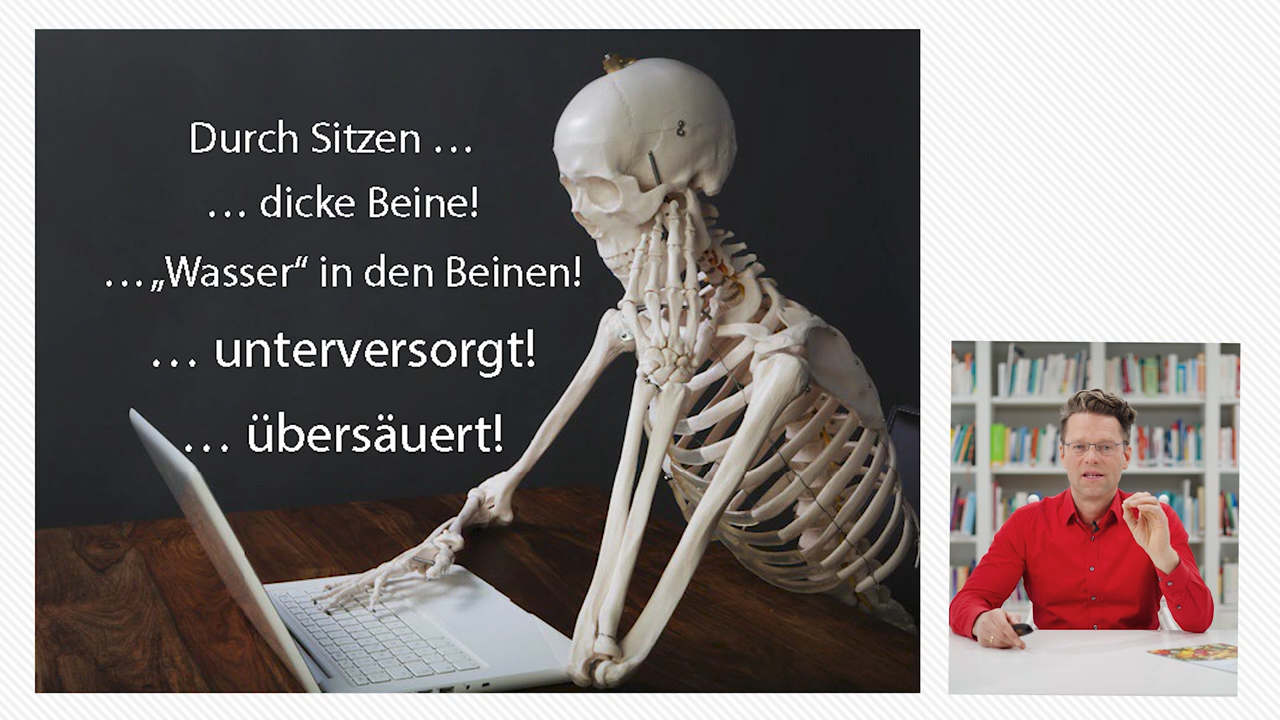 Durch Sitzen …
… dicke Beine!
…„Wasser“ in den Beinen!
… unterversorgt!
… übersäuert!